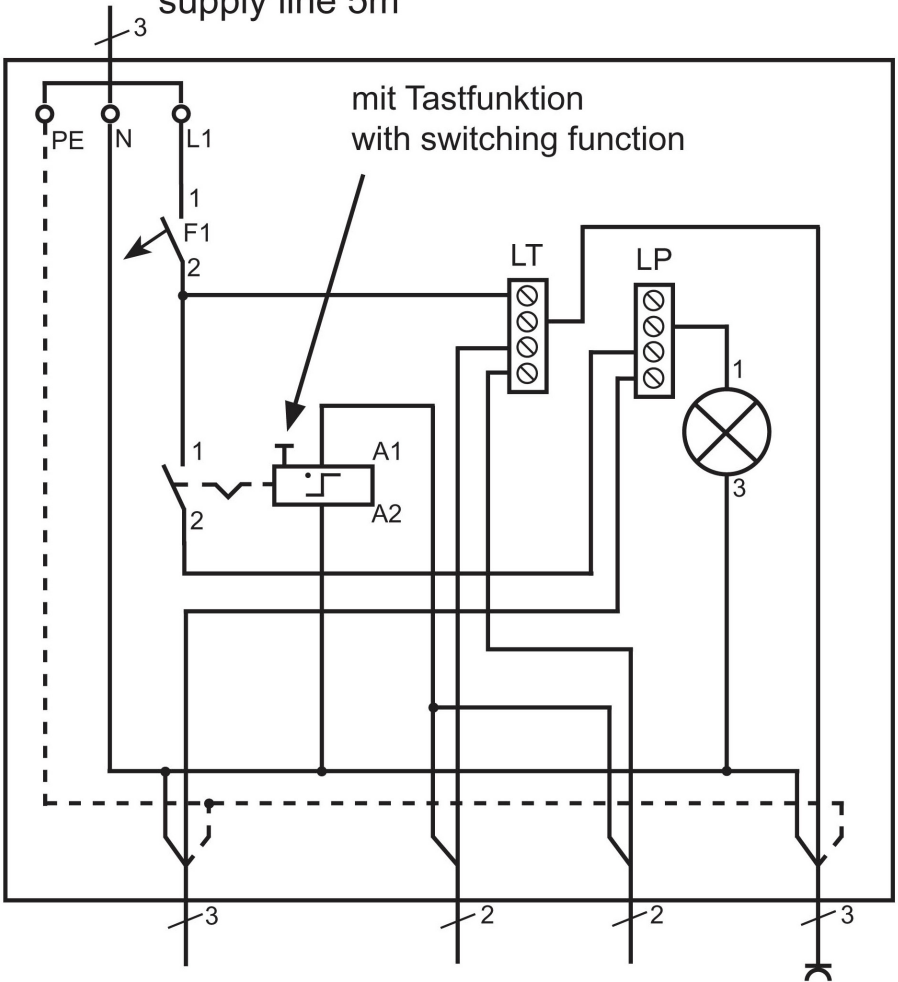 supply line 5m
3
mit Tastfunktion
with switching function
PE
N
L1
1
F1
2
LT
LP
1
1
A1
3
2
A2
3
2
2
3